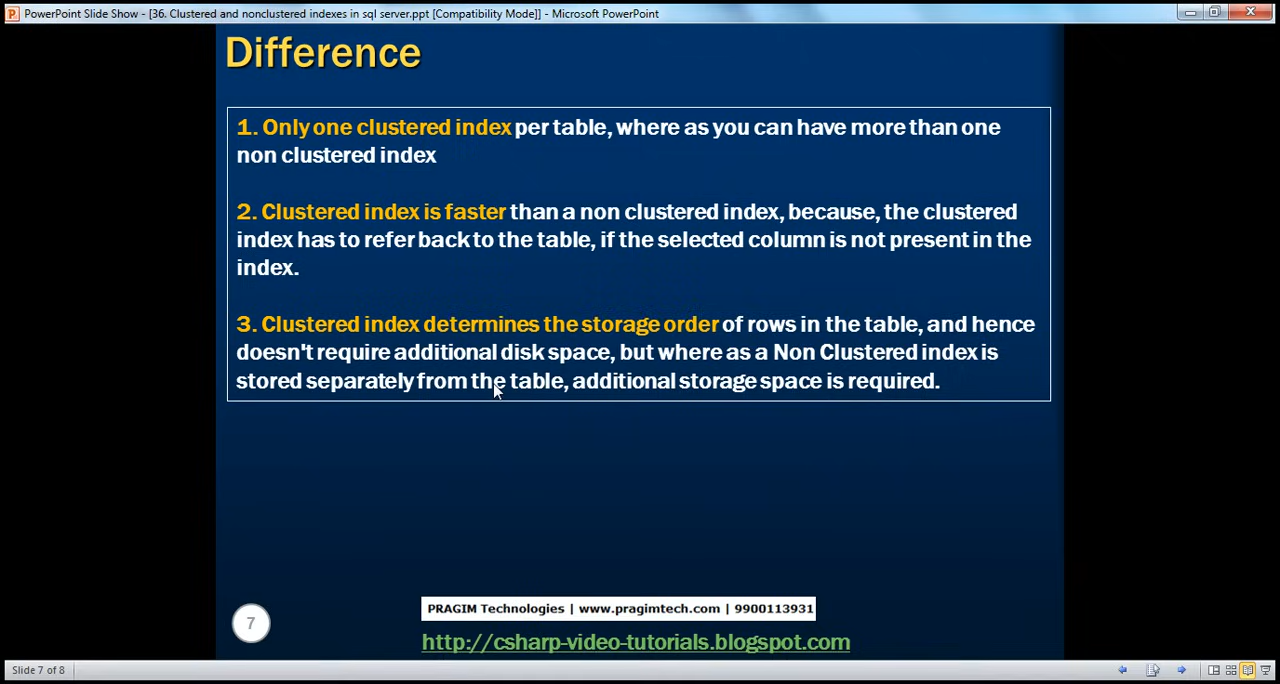 PowerPoint Slide Show - [36. Clustered and nonclustered indexes in sql server.ppt [Compatibility Mode]] - Microsoft PowerPoint
Difference
1. Only one clustered index per table, where as you can have more than one
non clustered index
2. Clustered index is faster than a non clustered index, because, the clustered
index has to refer back to the table, if the selected column is not present in the
index.
3. Clustered index determines the storage order of rows in the table, and hence
doesn't require additional disk space, but where as a Non Clustered index is
stored separately from the table, additional storage space is required.
7
PRAGIM Technologies | www.pragimtech.com | 9900113931
http://csharp-video-tutorials.blogspot.com
Slide 7 of 8